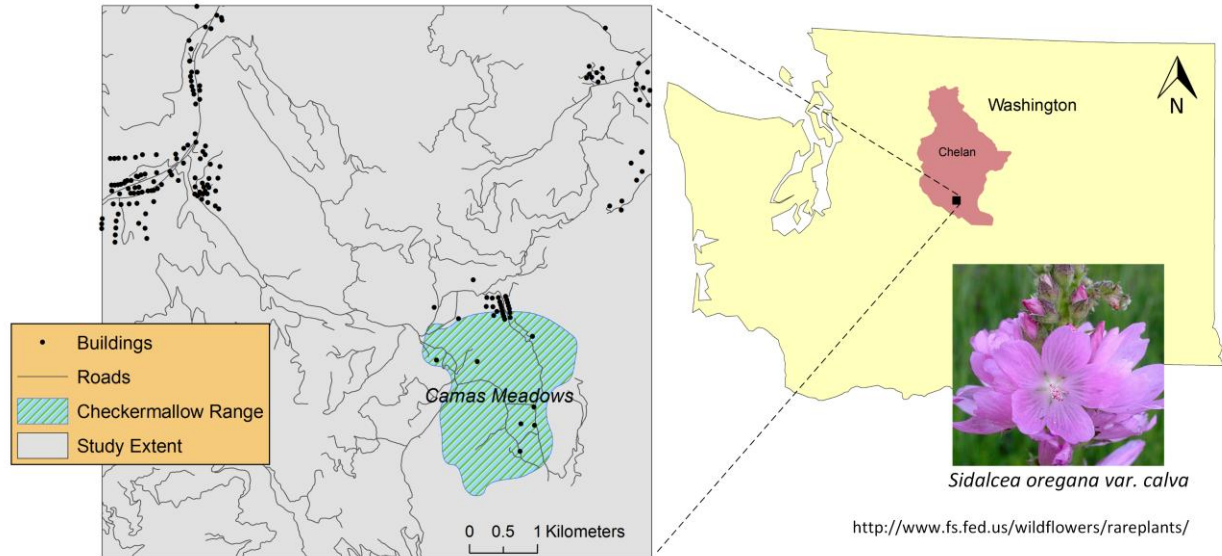 Buildings
Roads
Checkermallow Range
Study Extent
Camas Meadows
0 0.5 1 Kilometers
Washington
Chelan
N
Sidalcea oregana var. calva
http://www.fs.fed.us/wildflowers/rareplants/